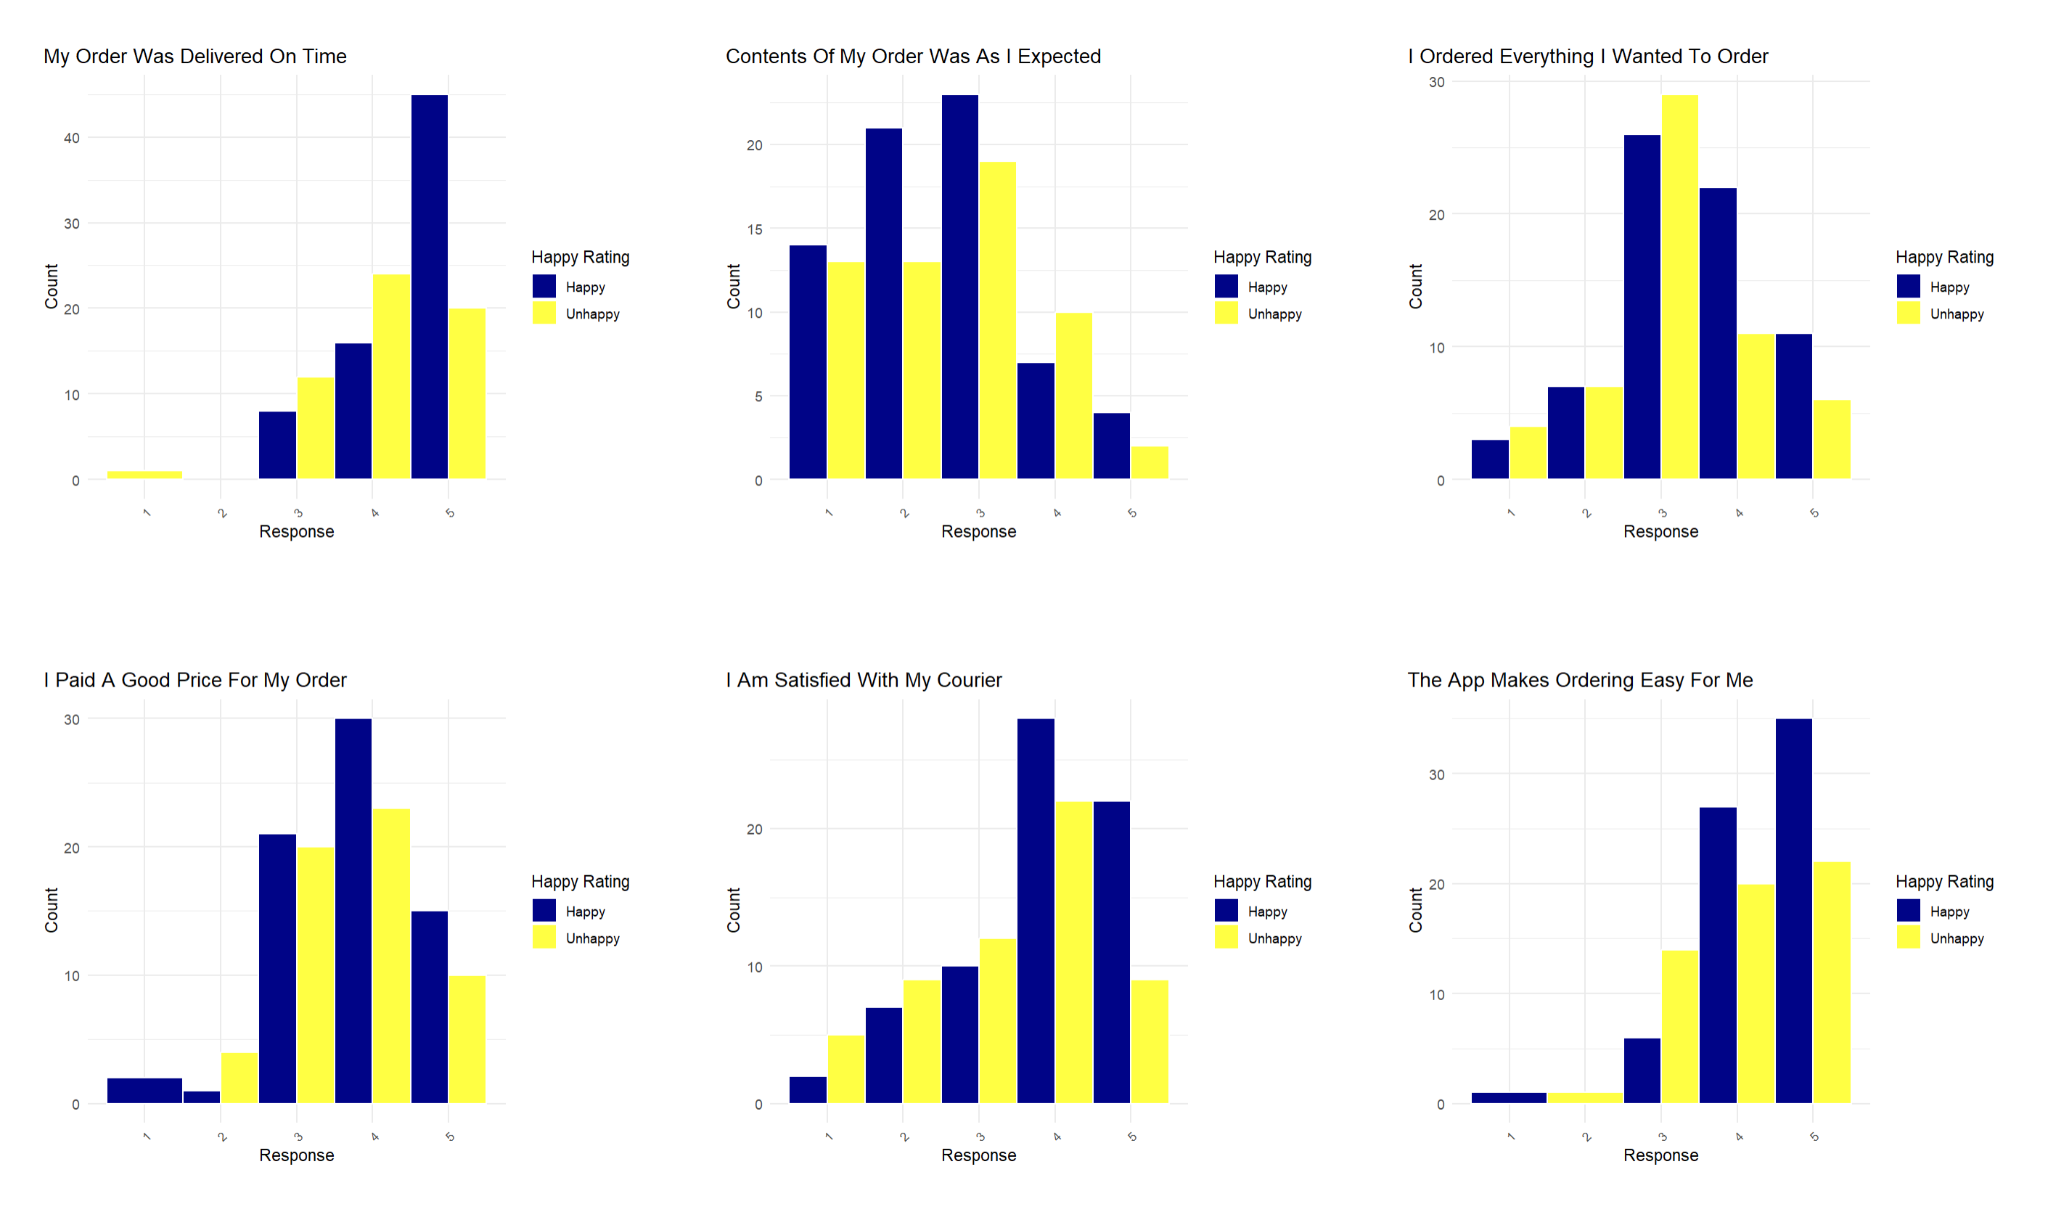 My Order Was Delivered On Time
Count
40
30
20
10
0
1 2 3 4 5
Response
Happy Rating
Happy
Unhappy
Contents Of My Order Was As I Expected
Count
20
15
10
5
0
1 2 3 4 5
Response
Happy Rating
Happy
Unhappy
I Ordered Everything I Wanted To Order
Count
30
20
10
0
1 2 3 4 5
Response
Happy Rating
Happy
Unhappy
I Paid A Good Price For My Order
Count
30
20
10
0
1 2 3 4 5
Response
Happy Rating
Happy
Unhappy
I Am Satisfied With My Courier
Count
20
10
0
1 2 3 4 5
Response
Happy Rating
Happy
Unhappy
The App Makes Ordering Easy For Me
Count
30
20
10
0
1 2 3 4 5
Response
Happy Rating
Happy
Unhappy